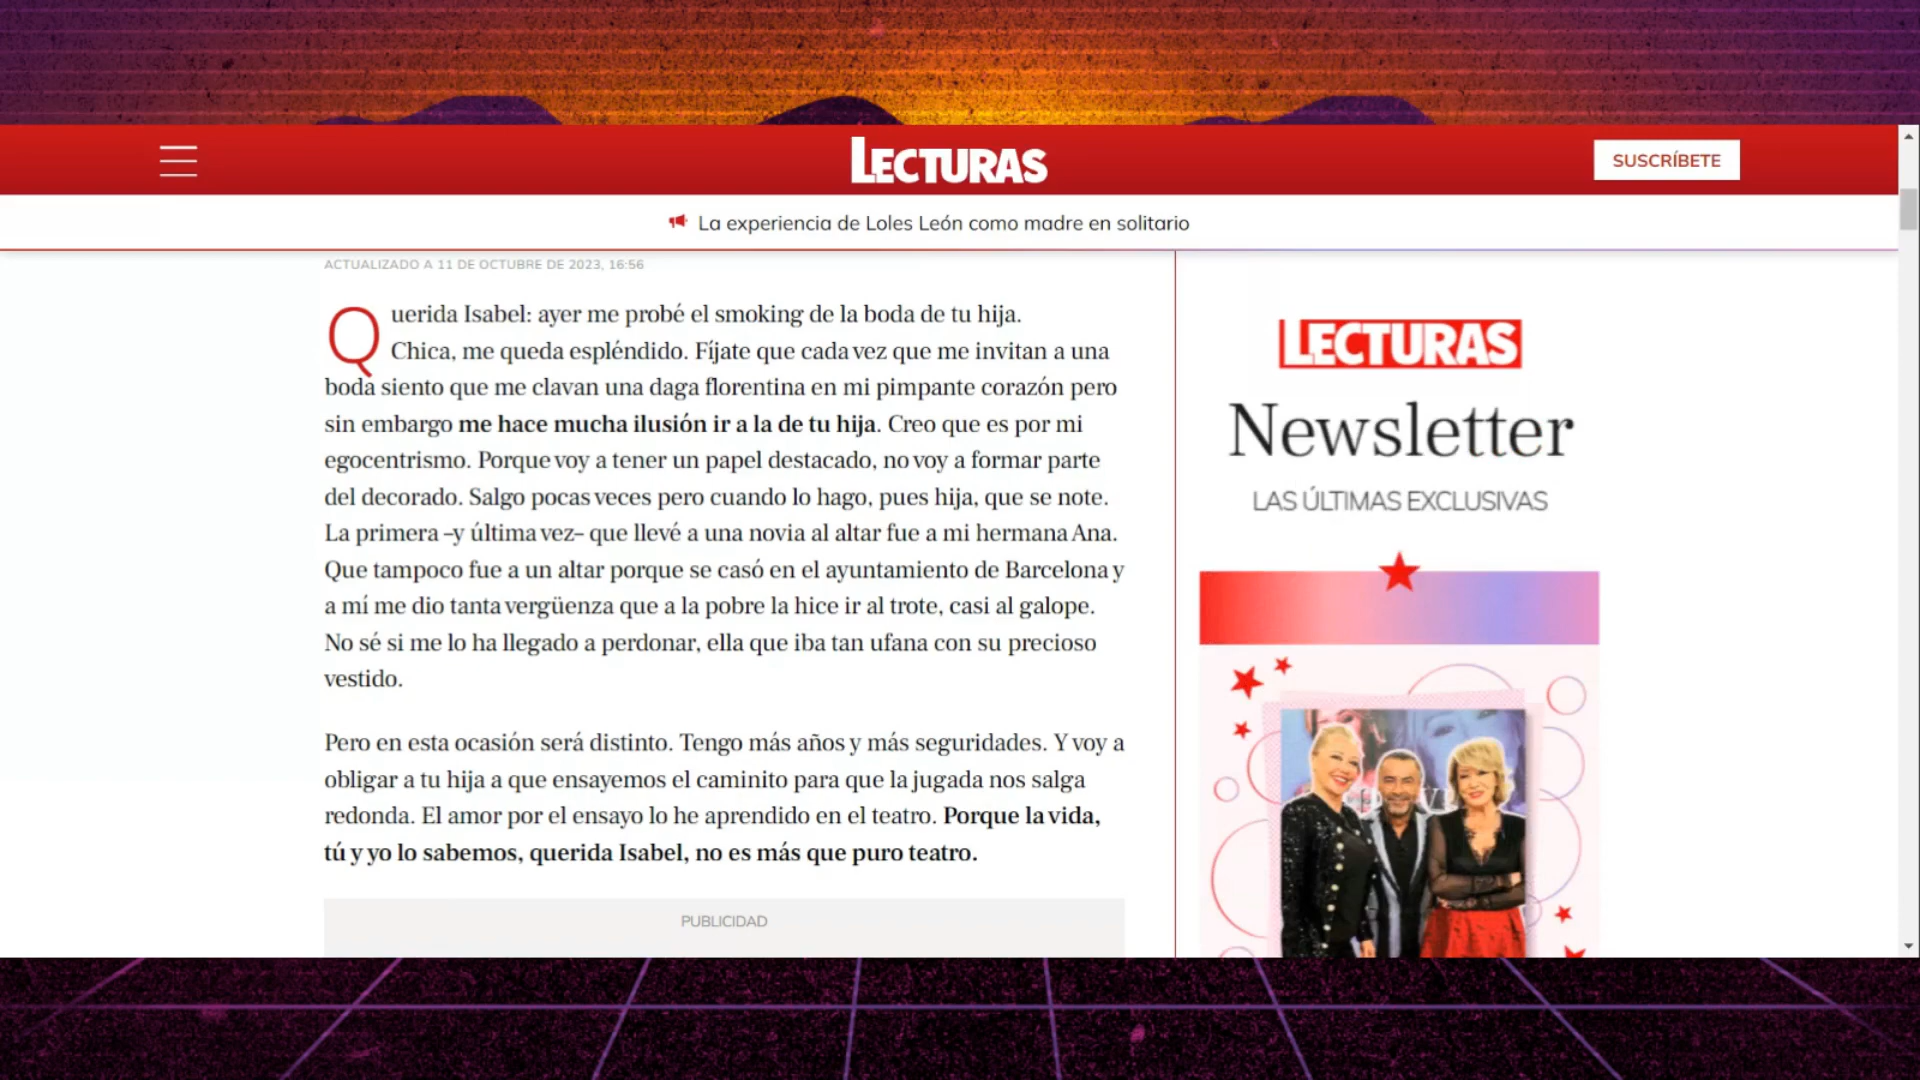 LECTURAS
SUSCRÍBETE
La experiencia de Loles León como madre en solitario
ACTUALIZADO A 11 DE OCTUBRE DE 2023, 16:56
Querida Isabel: ayer me probé el smoking de la boda de tu hija.
Chica, me queda espléndido. Fíjate que cada vez que me invitan a una
boda siento que me clavan una daga florentina en mi pimpante corazón pero
sin embargo me hace mucha ilusión ir a la de tu hija. Creo que es por mi
egocentrismo. Porque voy a tener un papel destacado, no voy a formar parte
del decorado. Salgo pocas veces pero cuando lo hago, pues hija, que se note.
La primera –y última vez– que llevé a una novia al altar fue a mi hermana Ana.
Que tampoco fue a un altar porque se casó en el ayuntamiento de Barcelona y
a mí me dio tanta vergüenza que a la pobre la hice ir al trote, casi al galope.
No sé si me lo ha llegado a perdonar, ella que iba tan ufana con su precioso
vestido.
Pero en esta ocasión será distinto. Tengo más años y más seguridades. Y voy a
obligar a tu hija a que ensayemos el caminito para que la jugada nos salga
redonda. El amor por el ensayo lo he aprendido en el teatro. Porque la vida,
tú y yo lo sabemos, querida Isabel, no es más que puro teatro.
PUBLICIDAD
LECTURAS
Newsletter
LAS ÚLTIMAS EXCLUSIVAS